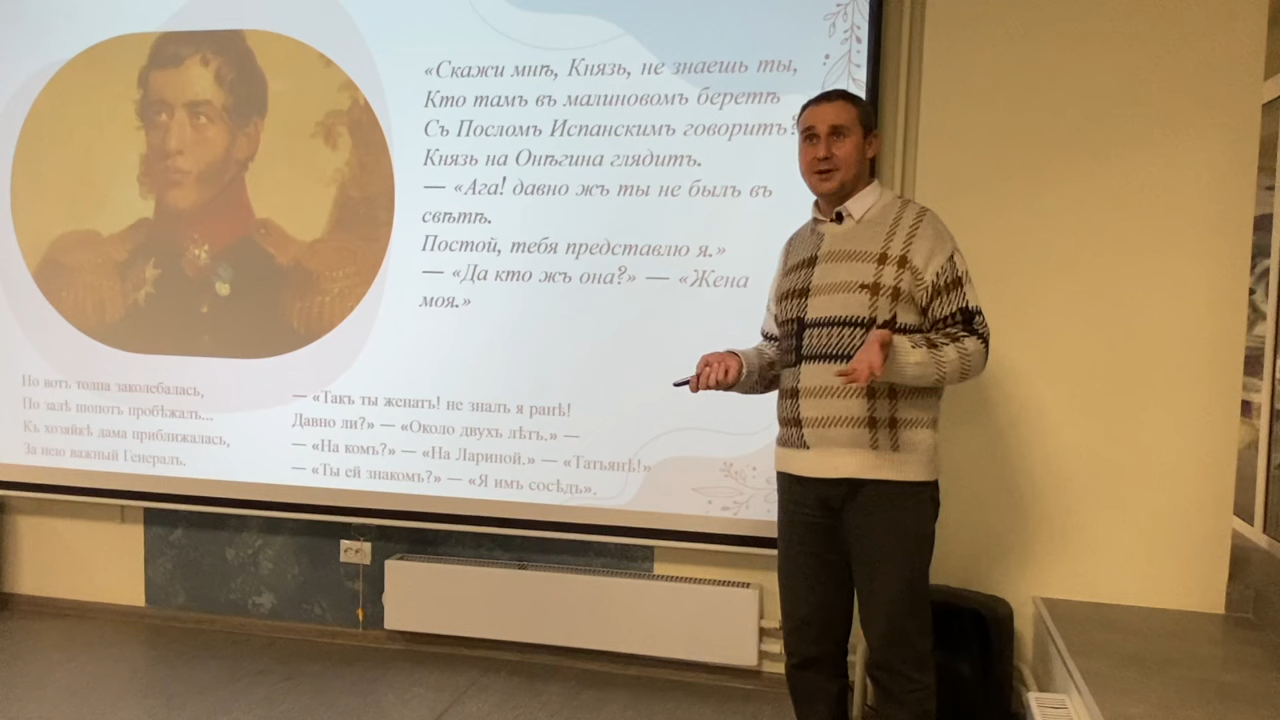 «Скажи мнѣ, Князь, не знаешь ты,
Кто тамъ въ малиновомъ беретѣ
Съ Посломъ Испанскимъ говоритъ?
Князь на Онѣгина глядитъ.
— «Ага! давно жъ ты не былъ въ
свѣтѣ.
Постой, тебя представлю я.»
— «Да кто жъ она?» — «Жена
моя.»
Но вотъ толпа заколебалась,
По залѣ шопотъ пробѣжалъ...
Къ хозяйкѣ дама приближалась,
За нею важный Генералъ.
— «Такъ ты женатъ! не зналъ я ранѣ!
Давно ли?» — «Около двухъ лѣтъ.» —
— «На комъ?» — «На Лариной.» — «Татьянѣ!»
— «Ты ей знакомъ?» — «Я имъ сосѣдъ».